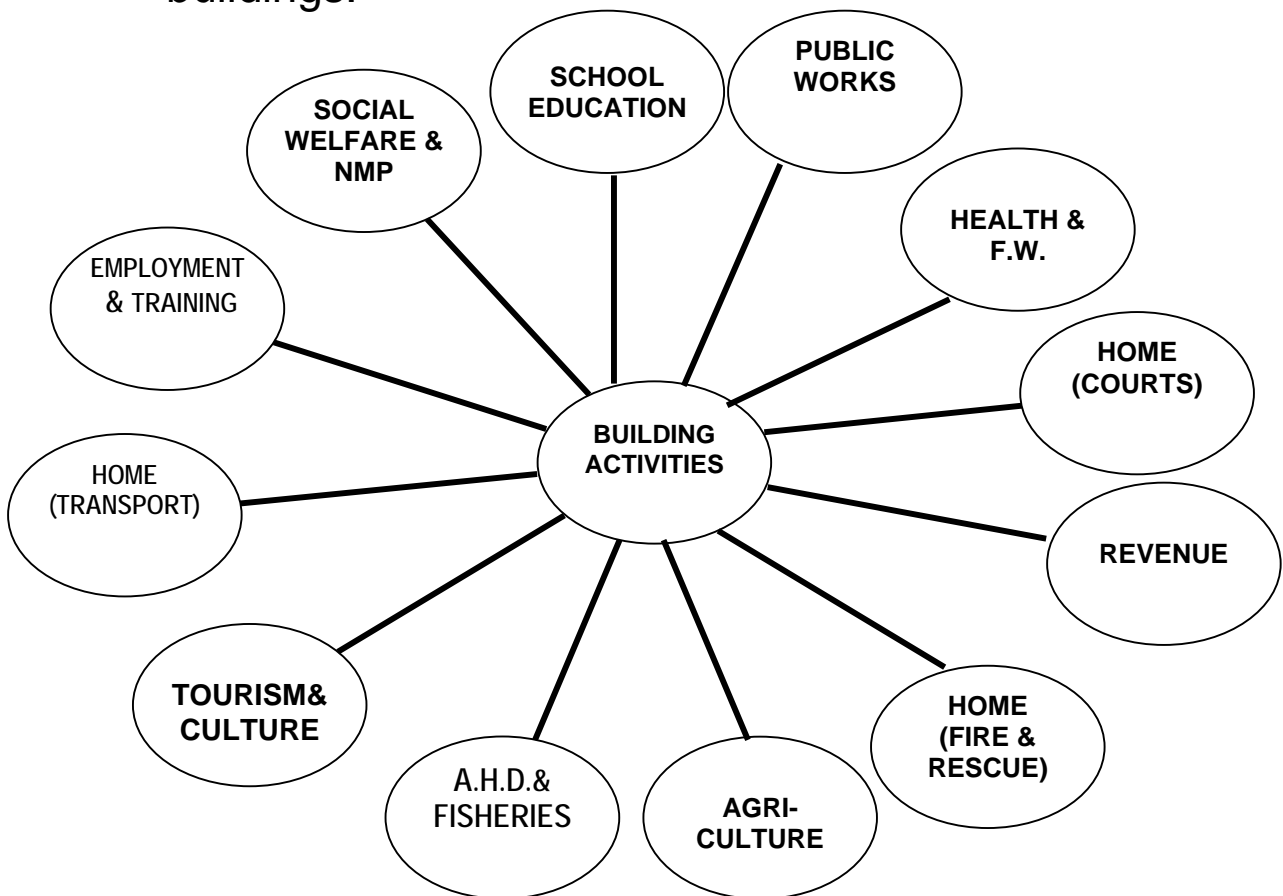 buildings.
PUBLIC
WORKS
SCHOOL
EDUCATION
SOCIAL
WELFARE &
NMP
HEALTH &
F.W.
EMPLOYMENT
& TRAINING
HOME
(COURTS)
BUILDING
ACTIVITIES
HOME
(TRANSPORT)
REVENUE
TOURISM&
CULTURE
HOME
(FIRE &
RESCUE)
A.H.D.&
FISHERIES
AGRI-
CULTURE